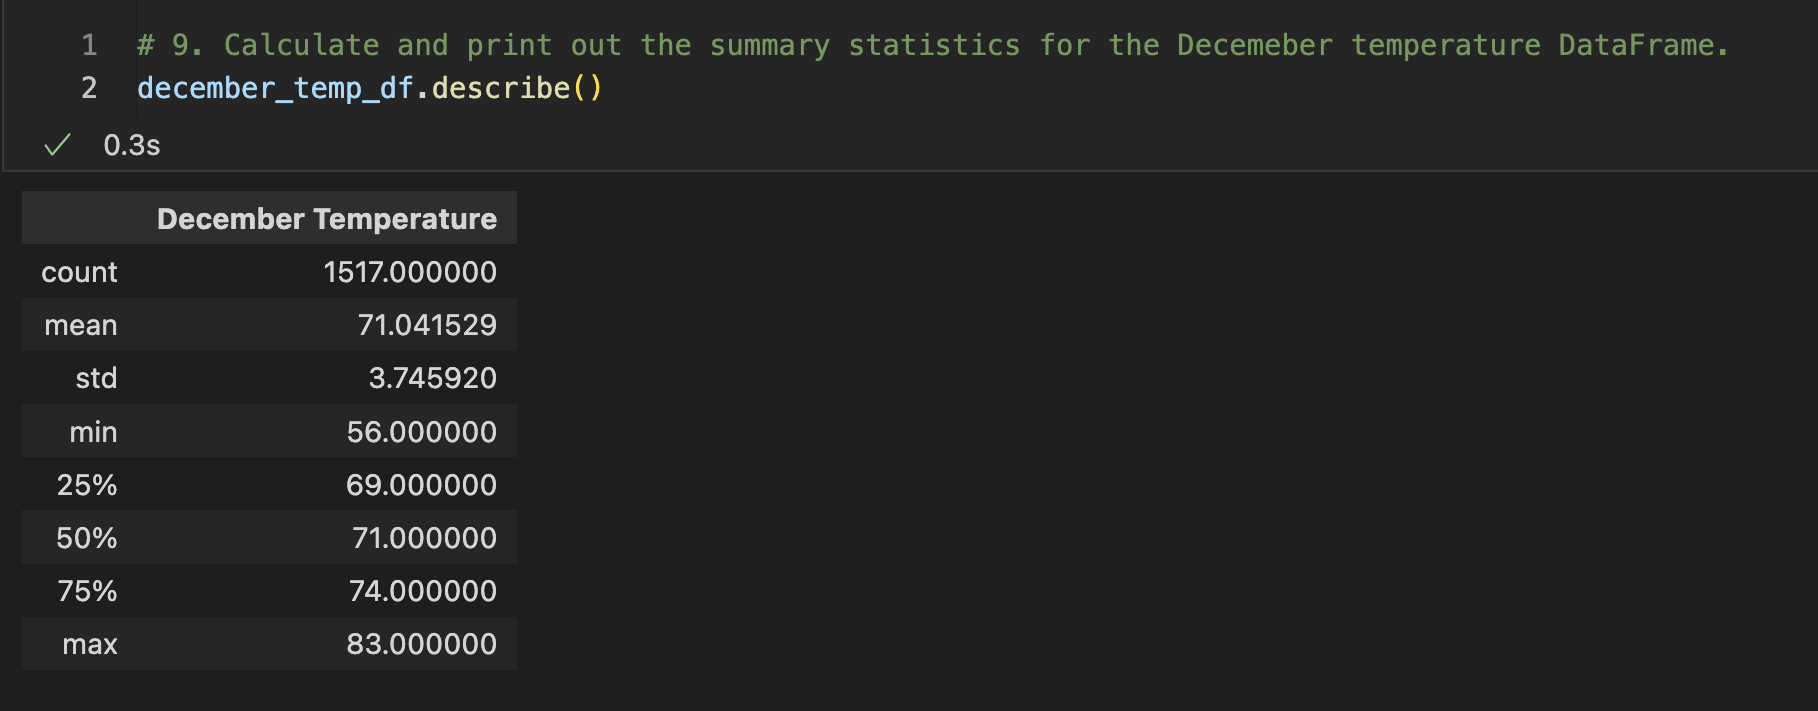 1 # 9. Calculate and print out the summary statistics for the Decemeber temperature DataFrame.
2 december_temp_df.describe()
✓ 0.3s
December Temperature
count 1517.000000
mean 71.041529
std 3.745920
min 56.000000
25% 69.000000
50% 71.000000
75% 74.000000
max 83.000000